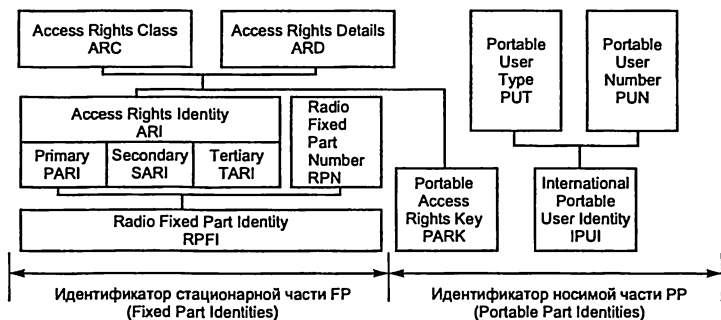 Access Rights Class
ARC
Access Rights Details
ARD
Portable
User
Type
PUT
Portable
User
Number
PUN
Access Rights Identity
ARI
Primary
PARI
Secondary
SARI
Tertiary
TARI
Radio
Fixed
Part
Number
RPN
Portable
Access
Rights Key
PARK
International
Portable
User Identity
IPUI
Radio Fixed Part Identity
RPFI
Идентификатор стационарной части FP
(Fixed Part Identities)
Идентификатор носимой части PP
(Portable Part Identities)